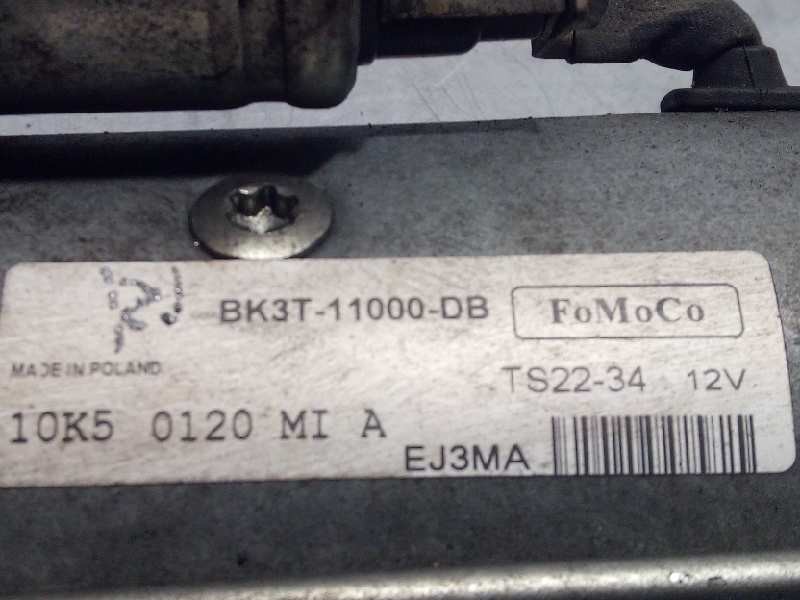 BK3T-11000-DB FoMoCo
MADE IN POLAND
TS22-34 12V
10K5 0120 MI A
EJ3MA